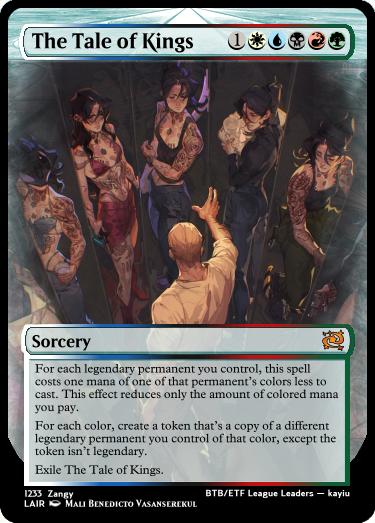 The Tale of Kings 1
Sorcery
For each legendary permanent you control, this spell
costs one mana of one of that permanent's colors less to
cast. This effect reduces only the amount of colored mana
you pay.
For each color, create a token that's a copy of a different
legendary permanent you control of that color, except the
token isn't legendary.
Exile The Tale of Kings.
1233 Zangy
BTB/ETF League Leaders — kayiu
LAIR Mali Benedicto Vasanserekul